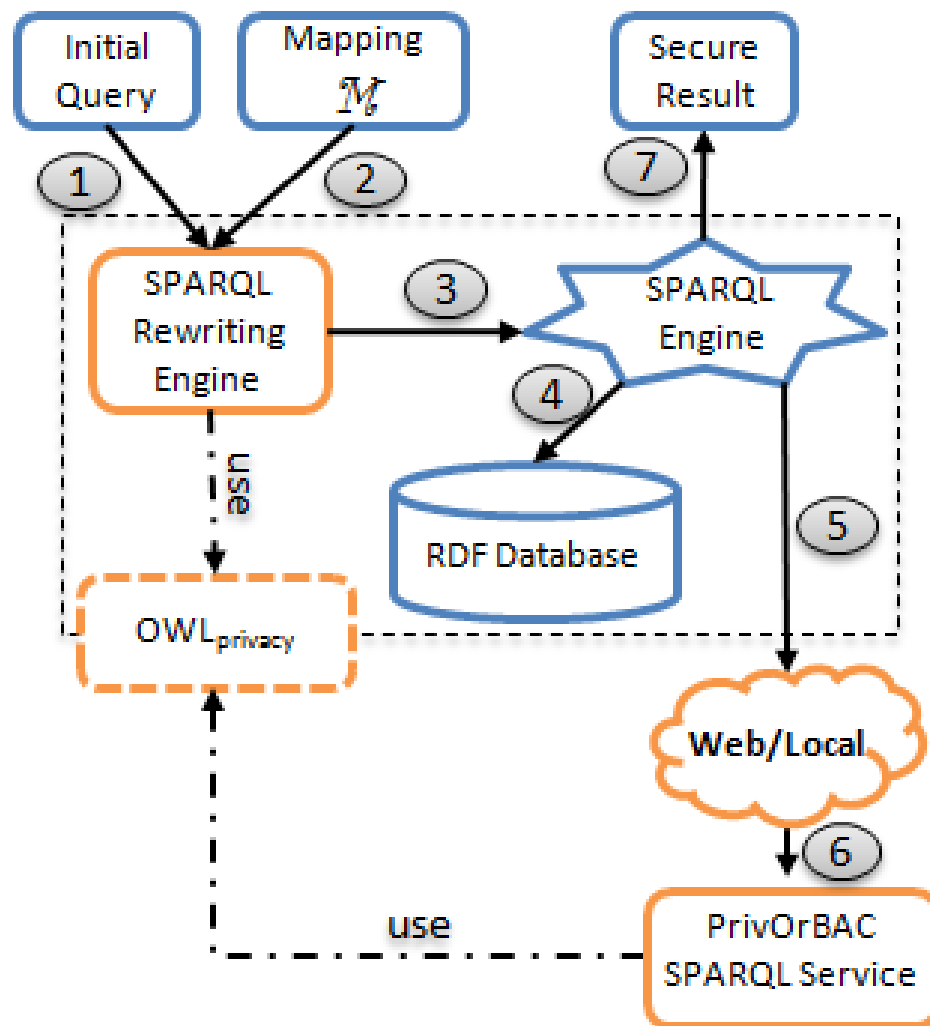 Initial
Query
Mapping
ℳ
Secure
Result
1
2
7
SPARQL
Rewriting
Engine
3
SPARQL
Engine
4
use
RDF Database
5
OWLprivacy
Web/Local
6
use
PrivOrBAC
SPARQL Service